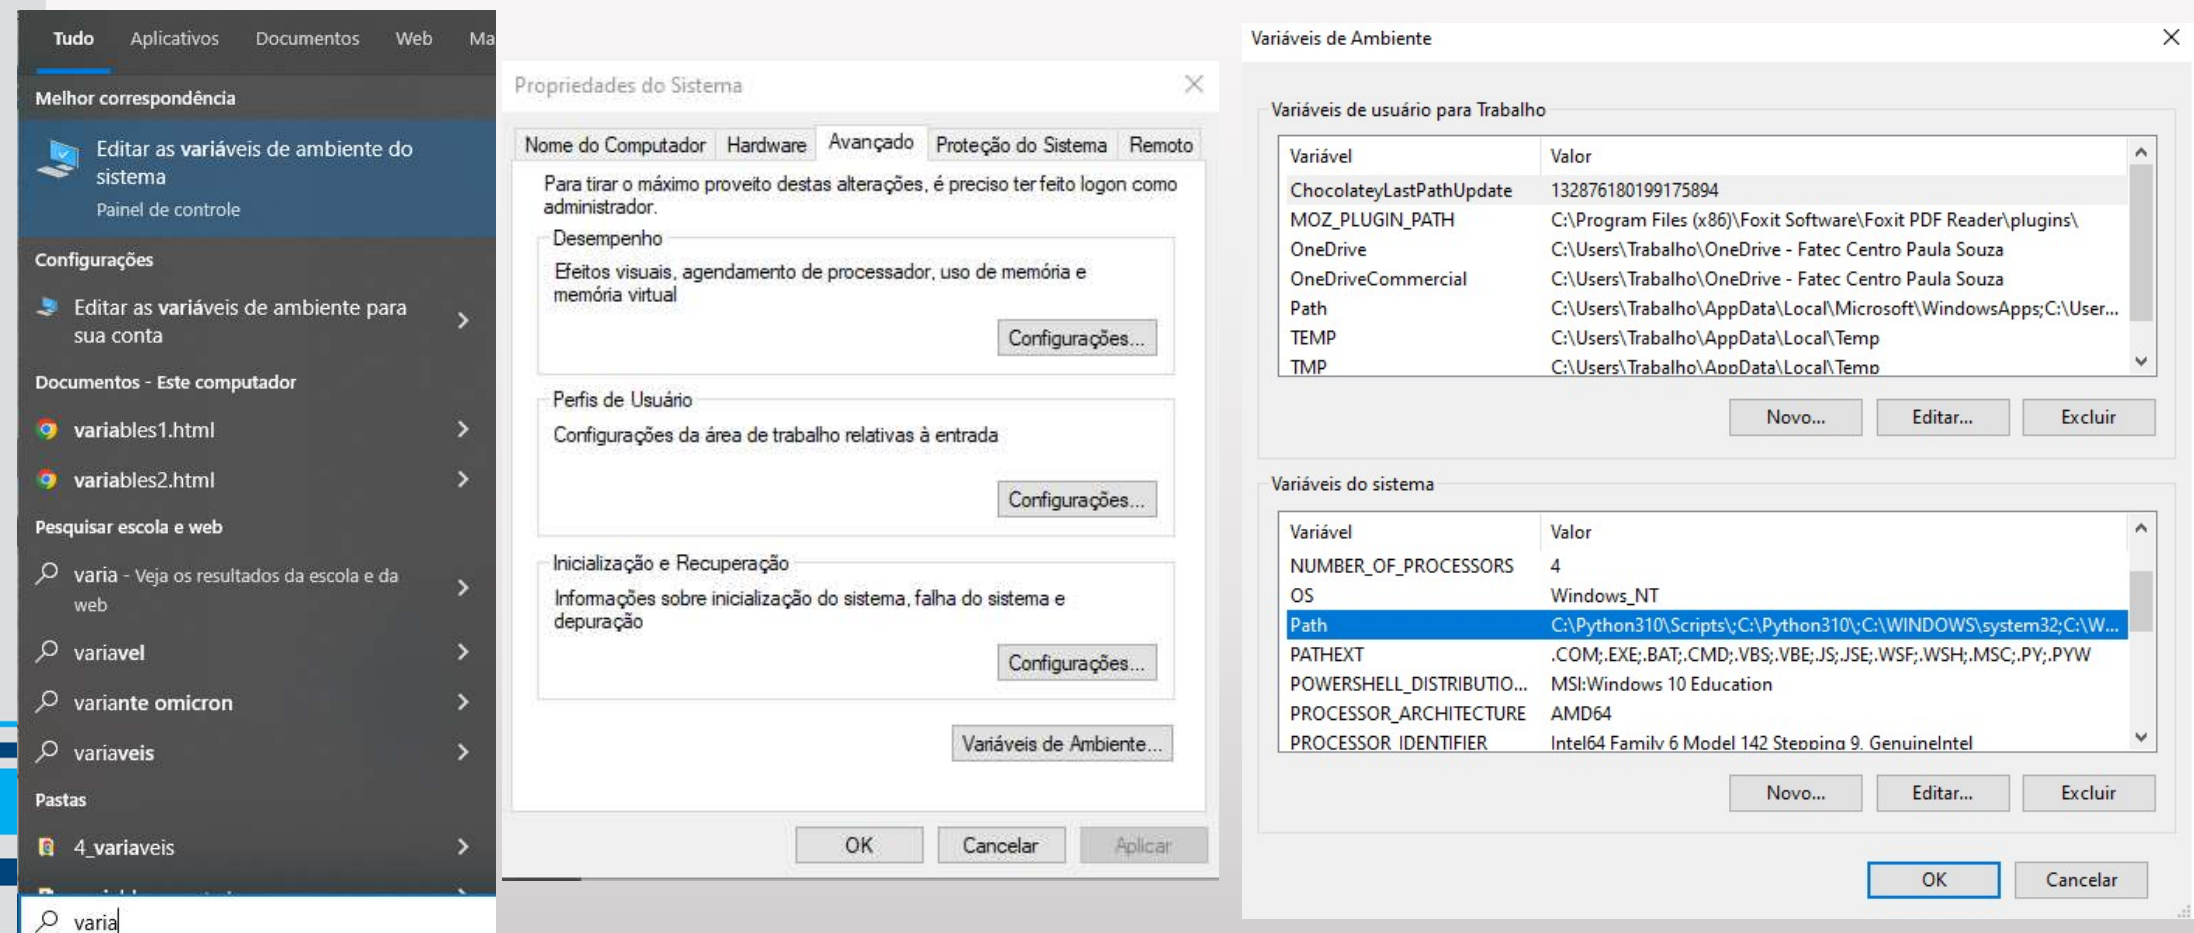 Tudo Aplicativos Documentos Web Ma
Melhor correspondência
Editar as variáveis de ambiente do
sistema
Painel de controle
Configurações
Editar as variáveis de ambiente para
sua conta
Documentos - Este computador
variables1.html
variables2.html
Pesquisar escola e web
varia - Veja os resultados da escola e da
web
variavel
variante omicron
variaveis
Pastas
4_variaveis
varia
Propriedades do Sistema
Nome do Computador Hardware Avançado Proteção do Sistema Remoto
Para tirar o máximo proveito destas alterações, é preciso ter feito logon como
administrador.
Desempenho
Efeitos visuais, agendamento de processador, uso de memória e
memória virtual
Configurações...
Perfis de Usuário
Configurações da área de trabalho relativas à entrada
Configurações...
Inicialização e Recuperação
Informações sobre inicialização do sistema, falha do sistema e
depuração
Configurações...
Variáveis de Ambiente...
OK Cancelar Aplicar
Variáveis de Ambiente
Variáveis de usuário para Trabalho
Variável Valor
ChocolateyLastPathUpdate 132876180199175894
MOZ_PLUGIN_PATH C:\Program Files (x86)\Foxit Software\Foxit PDF Reader\plugins\
OneDrive C:\Users\Trabalho\OneDrive - Fatec Centro Paula Souza
OneDriveCommercial C:\Users\Trabalho\OneDrive - Fatec Centro Paula Souza
Path C:\Users\Trabalho\AppData\Local\Microsoft\WindowsApps;C:\User...
TEMP C:\Users\Trabalho\AppData\Local\Temp
TMP C:\Users\Trabalho\AppData\Local\Temp
Novo... Editar... Excluir
Variáveis do sistema
Variável Valor
NUMBER_OF_PROCESSORS 4
OS Windows_NT
Path C:\Python310\Scripts\;C:\Python310\;C:\WINDOWS\system32;C:\W...
PATHEXT .COM;.EXE;.BAT;.CMD;.VBS;.VBE;.JS;.JSE;.WSF;.WSH;.MSC;.PY;.PYW
POWERSHELL_DISTRIBUTIO... MSI:Windows 10 Education
PROCESSOR_ARCHITECTURE AMD64
PROCESSOR_IDENTIFIER Intel64 Family 6 Model 142 Stepping 9, GenuineIntel
Novo... Editar... Excluir
OK Cancelar